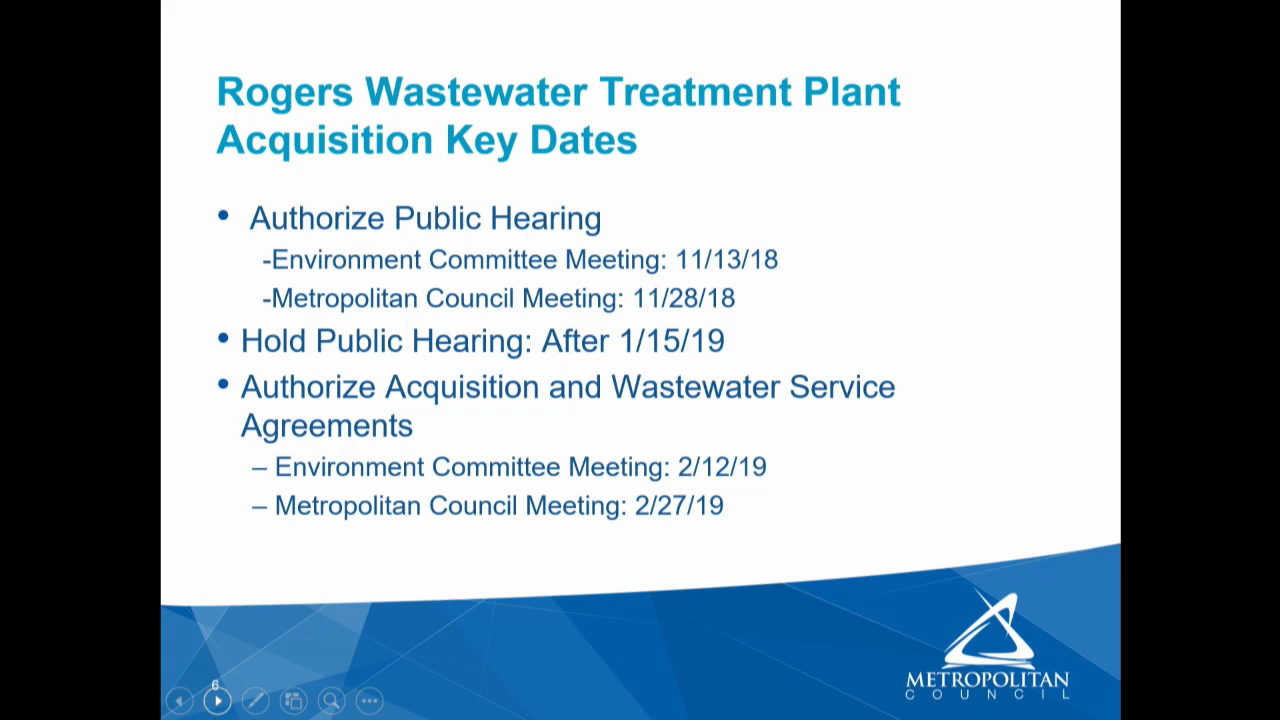 Rogers Wastewater Treatment Plant
Acquisition Key Dates
• Authorize Public Hearing
-Environment Committee Meeting: 11/13/18
-Metropolitan Council Meeting: 11/28/18
• Hold Public Hearing: After 1/15/19
• Authorize Acquisition and Wastewater Service
Agreements
– Environment Committee Meeting: 2/12/19
– Metropolitan Council Meeting: 2/27/19
6
METROPOLITAN
COUNCIL